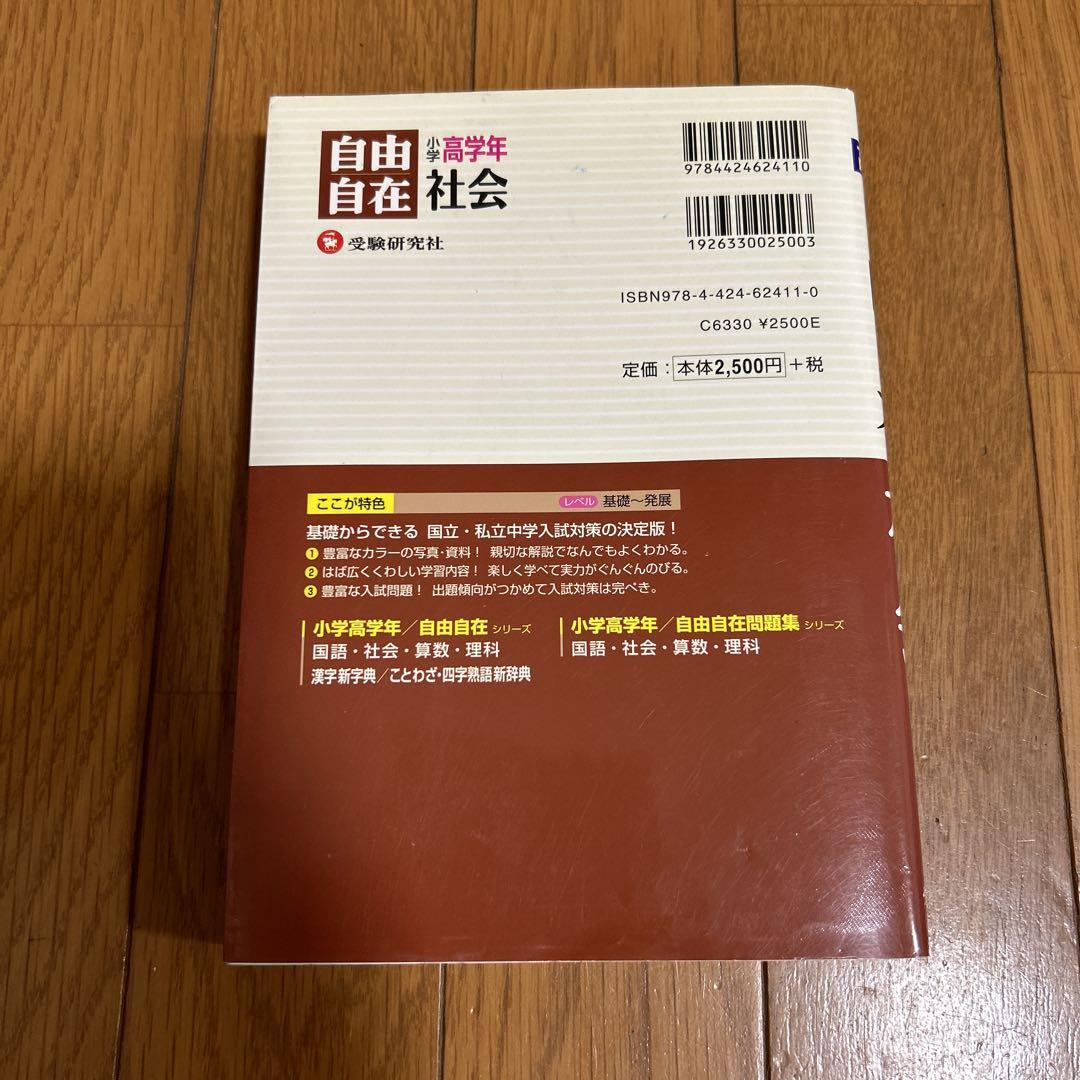 自由自在
小学 高学年
社会
受験研究社
9784424624110
1926330025003
ISBN978-4-424-62411-0
C6330 ¥2500E
定価：本体2,500円＋税
ここが特色
レベル 基礎～発展
基礎からできる 国立・私立中学入試対策の決定版！
❶ 豊富なカラーの写真・資料！ 親切な解説でなんでもよくわかる。
❷ はば広くくわしい学習内容！ 楽しく学べて実力がぐんぐんのびる。
❸ 豊富な入試問題！ 出題傾向がつかめて入試対策は完ぺき。
小学高学年／自由自在 シリーズ
国語・社会・算数・理科
漢字新字典／ことわざ・四字熟語新辞典
小学高学年／自由自在問題集 シリーズ
国語・社会・算数・理科